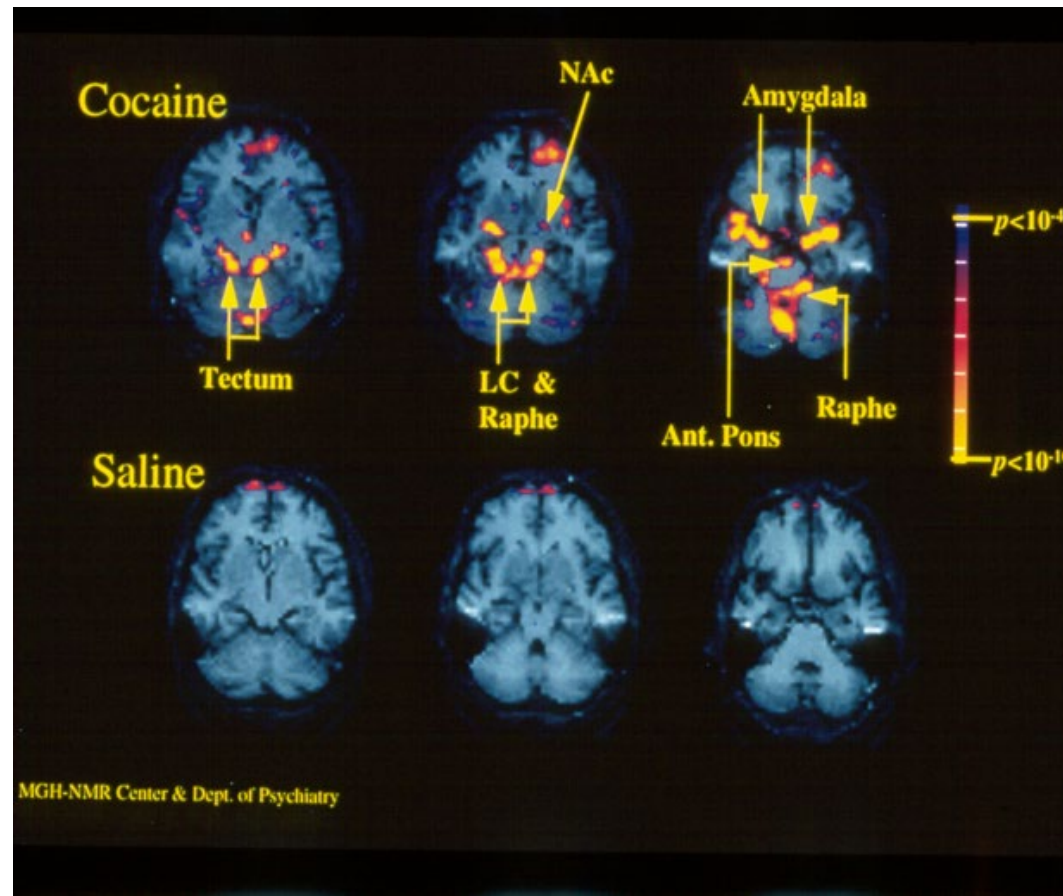 Cocaine
NAc
Amygdala
Tectum
LC &
Raphe
Ant. Pons
Raphe
Saline
MGH-NMR Center & Dept. of Psychiatry